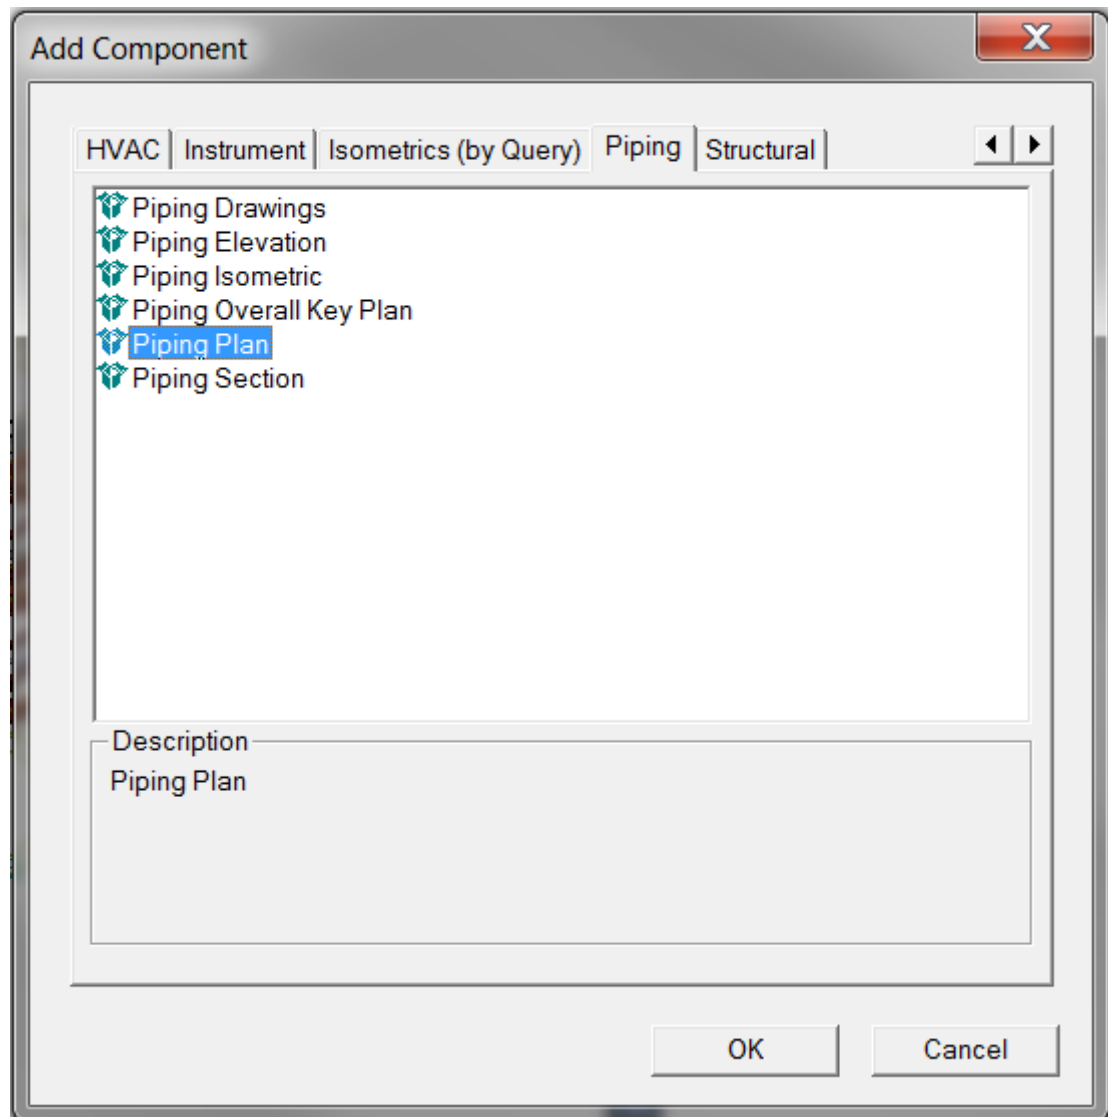 Add Component
HVAC Instrument Isometrics (by Query) Piping Structural
Piping Drawings
Piping Elevation
Piping Isometric
Piping Overall Key Plan
Piping Plan
Piping Section
Description
Piping Plan
OK Cancel